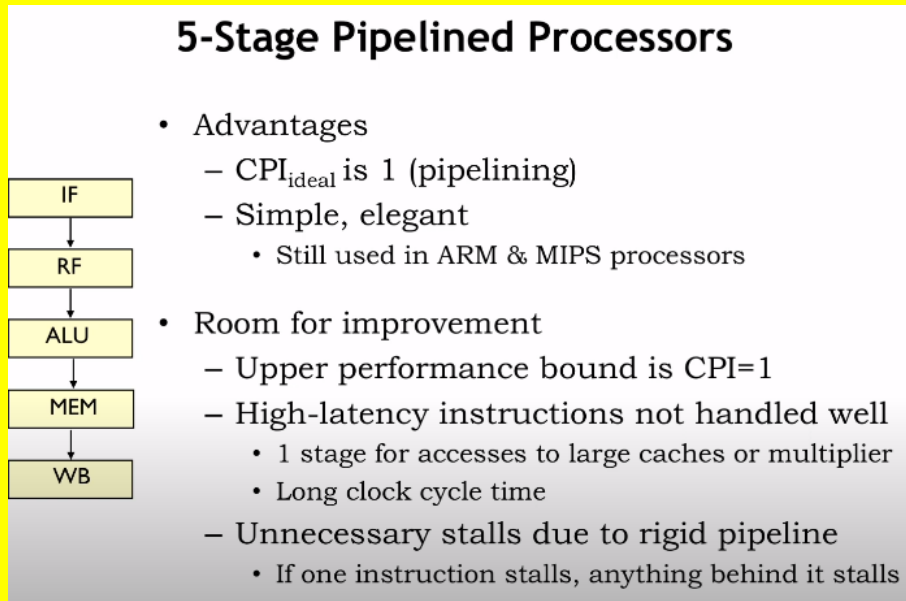 5-Stage Pipelined Processors
• Advantages
– CPIideal is 1 (pipelining)
– Simple, elegant
• Still used in ARM & MIPS processors
• Room for improvement
– Upper performance bound is CPI=1
– High-latency instructions not handled well
• 1 stage for accesses to large caches or multiplier
• Long clock cycle time
– Unnecessary stalls due to rigid pipeline
• If one instruction stalls, anything behind it stalls
IF
RF
ALU
MEM
WB